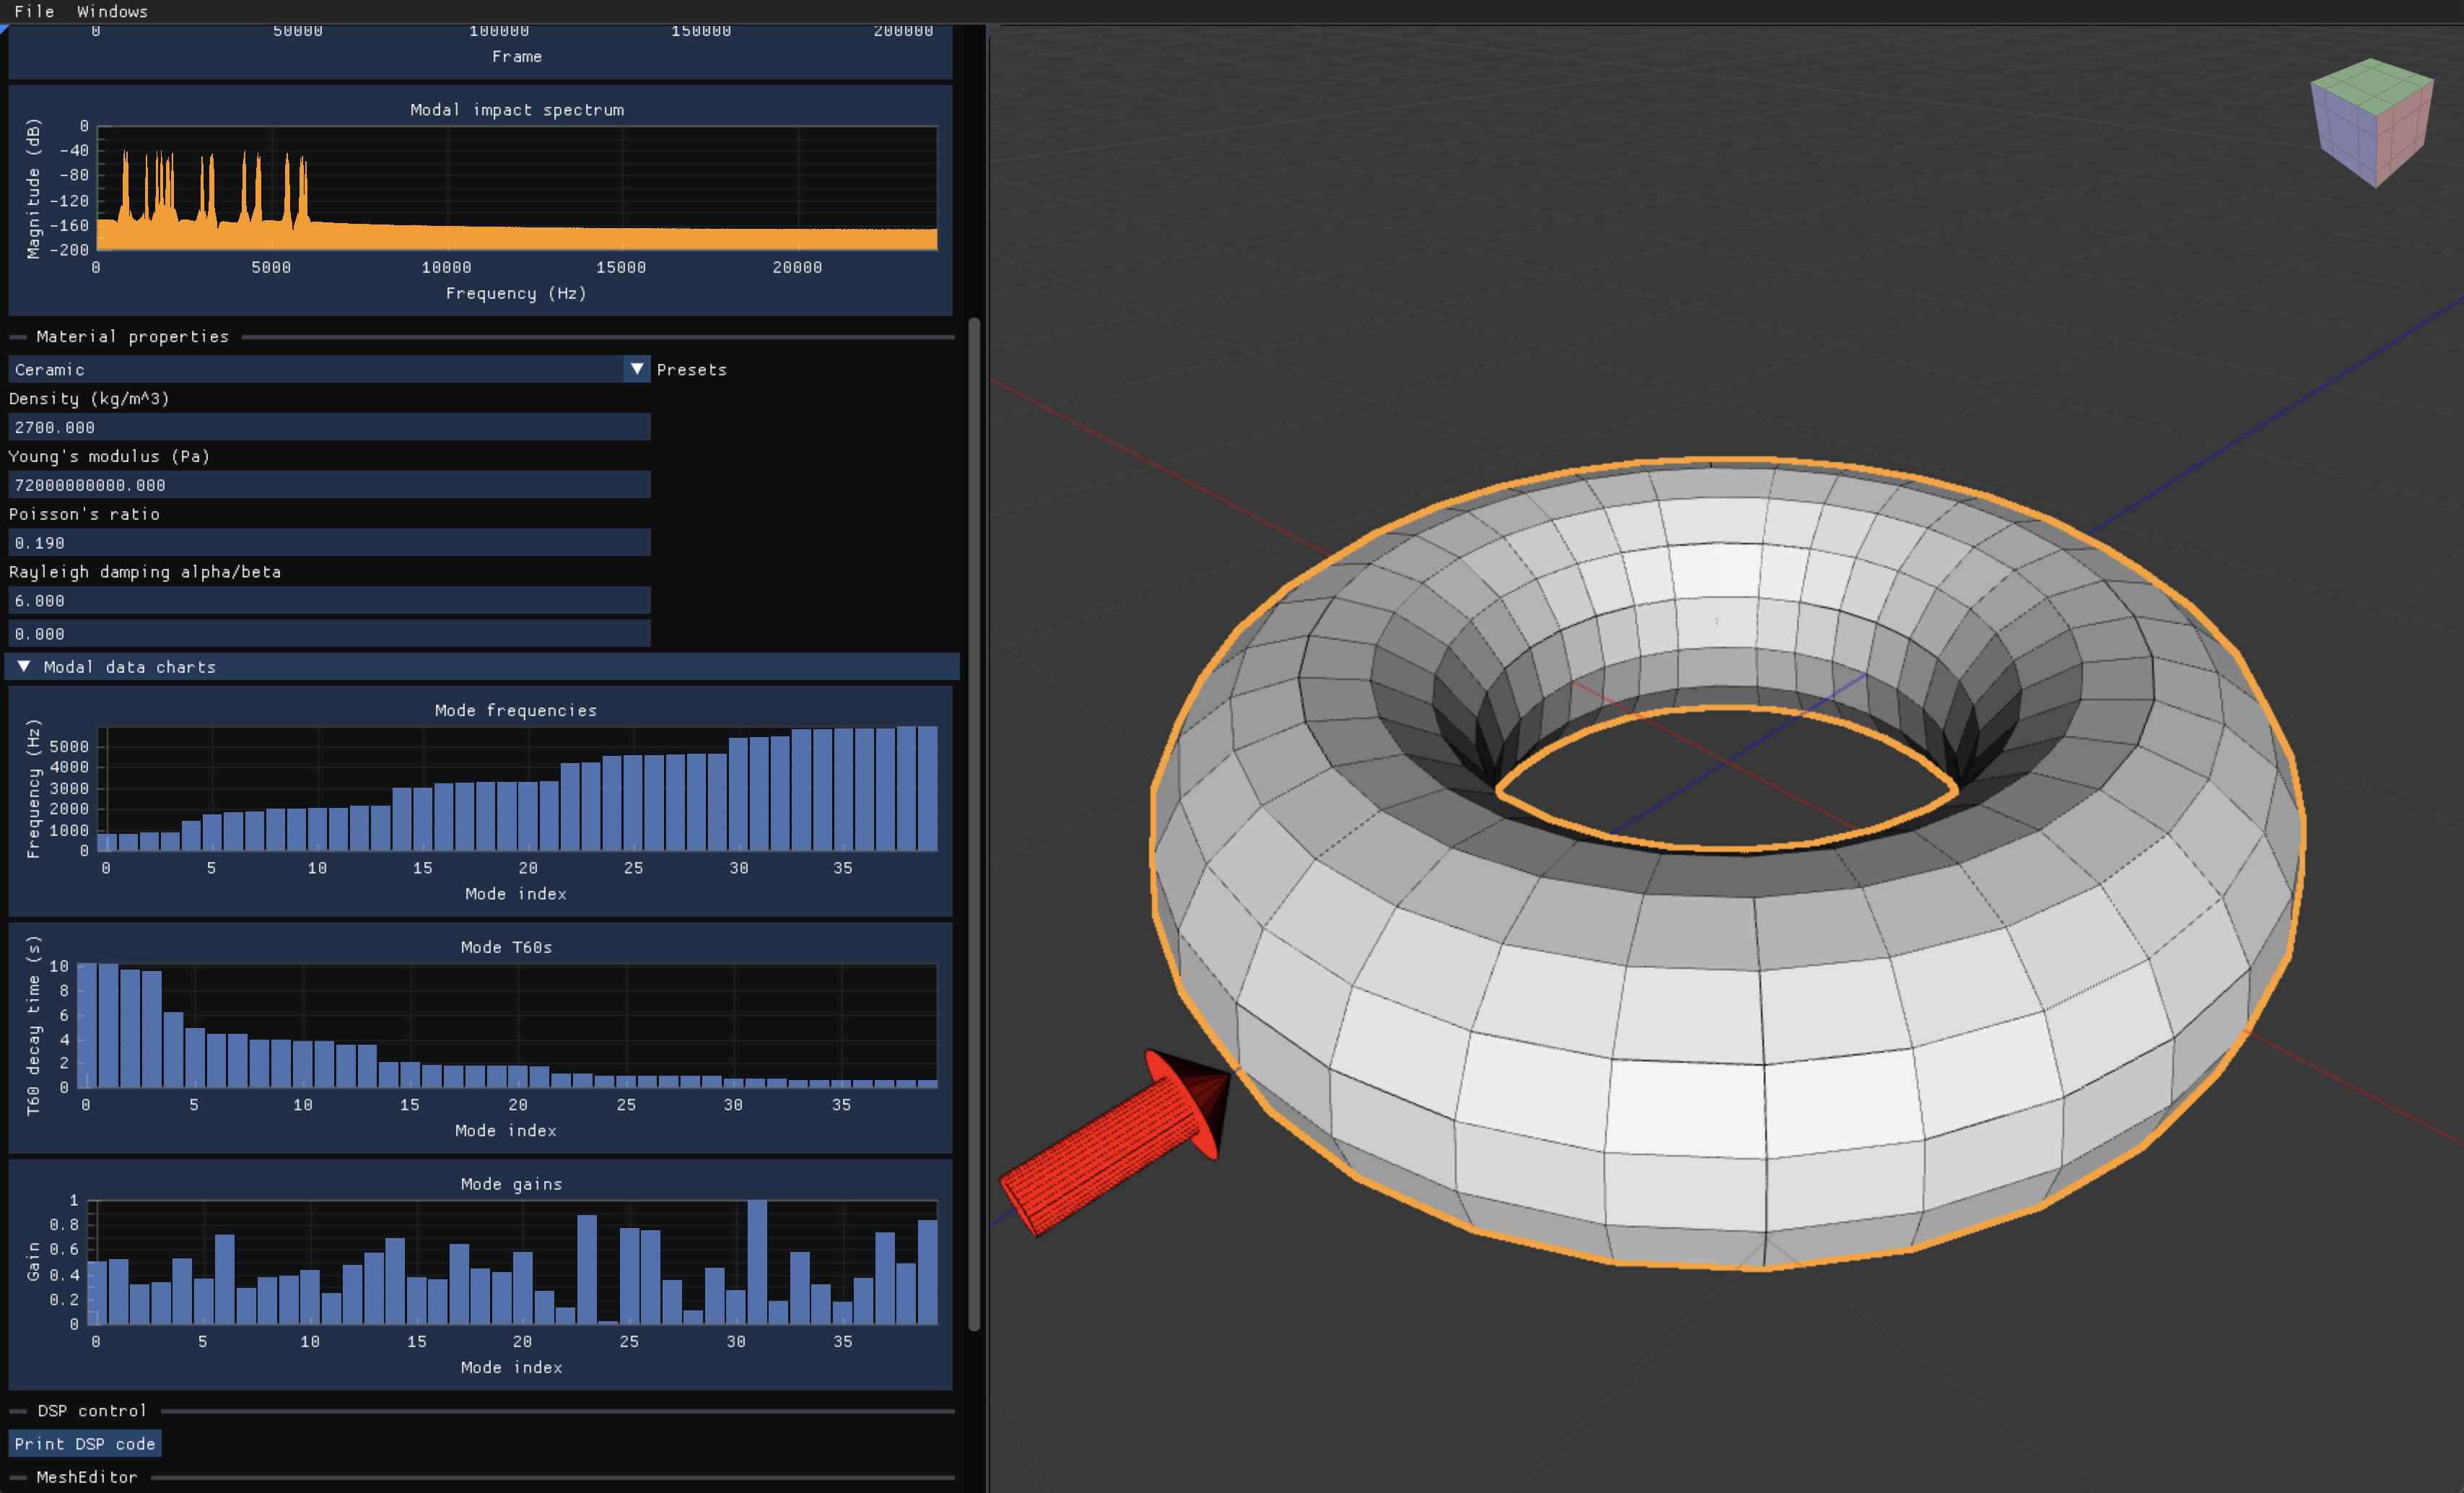 File Windows
0 50000 100000 150000 200000
Frame
Modal impact spectrum
Magnitude (dB)
0
-40
-80
-120
-160
-200
0 5000 10000 15000 20000
Frequency (Hz)
Material properties
Ceramic Presets
Density (kg/m^3)
2700.000
Young's modulus (Pa)
72000000000.000
Poisson's ratio
0.190
Rayleigh damping alpha/beta
6.000
0.000
Modal data charts
Mode frequencies
Frequency (Hz)
5000
4000
3000
2000
1000
0
0 5 10 15 20 25 30 35
Mode index
Mode T60s
T60 decay time (s)
10
8
6
4
2
0
0 5 10 15 20 25 30 35
Mode index
Mode gains
Gain
1
0.8
0.6
0.4
0.2
0
0 5 10 15 20 25 30 35
Mode index
DSP control
Print DSP code
MeshEditor